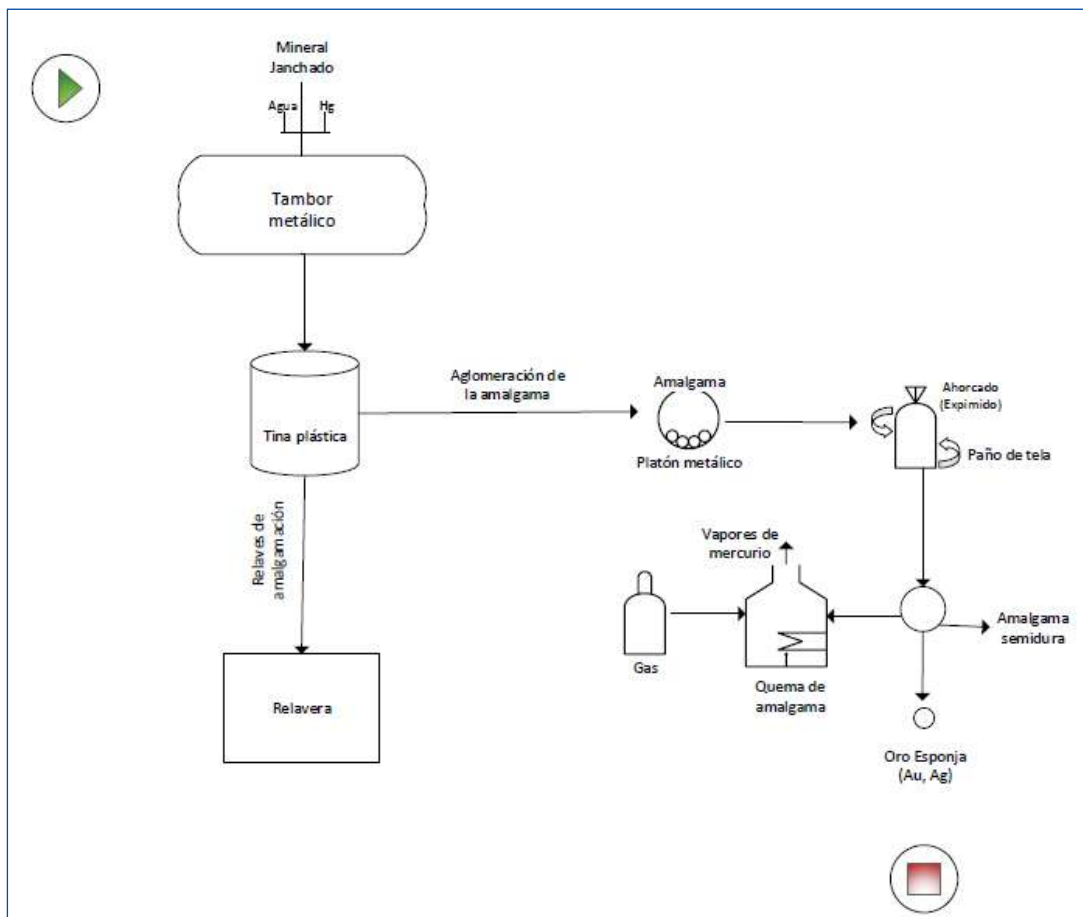 Mineral
Janchado
Agua
Hg
Tambor
metálico
Aglomeración de
la amalgama
Amalgama
Ahorcado
(Expimido)
Tina plástica
Platón metálico
Paño de tela
Relaves de
amalgamación
Vapores de
mercurio
Gas
Quema de
amalgama
Amalgama
semidura
Relavera
Oro Esponja
(Au, Ag)